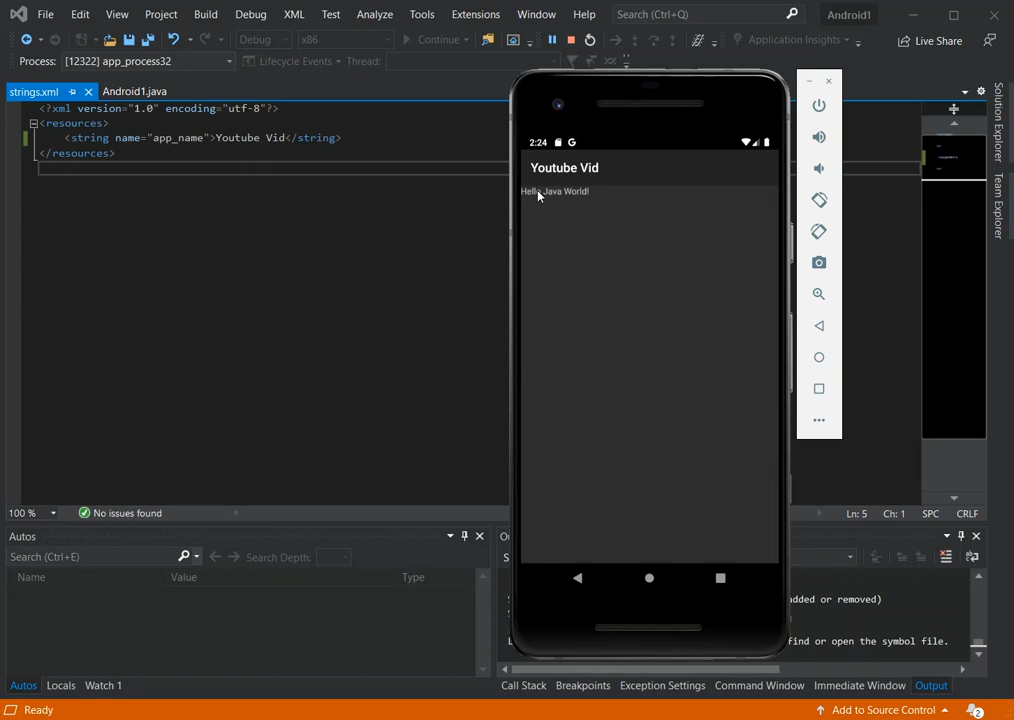 File Edit View Project Build Debug XML Test Analyze Tools Extensions Window Help Search (Ctrl+Q) Android1
Debug x86 Continue Application Insights Live Share
Process: [12322] app_process32 Lifecycle Events Thread:
strings.xml Android1.java
<?xml version="1.0" encoding="utf-8"?>
<resources>
<string name="app_name">Youtube Vid</string>
</resources>
2:24
Youtube Vid
Hello Java World!
Solution Explorer
Team Explorer
100 % No issues found Ln: 5 Ch: 1 SPC CRLF
Autos
Search (Ctrl+E) Search Depth:
Name Value Type
added or removed)
find or open the symbol file.
Autos Locals Watch 1
Call Stack Breakpoints Exception Settings Command Window Immediate Window Output
Ready Add to Source Control 2